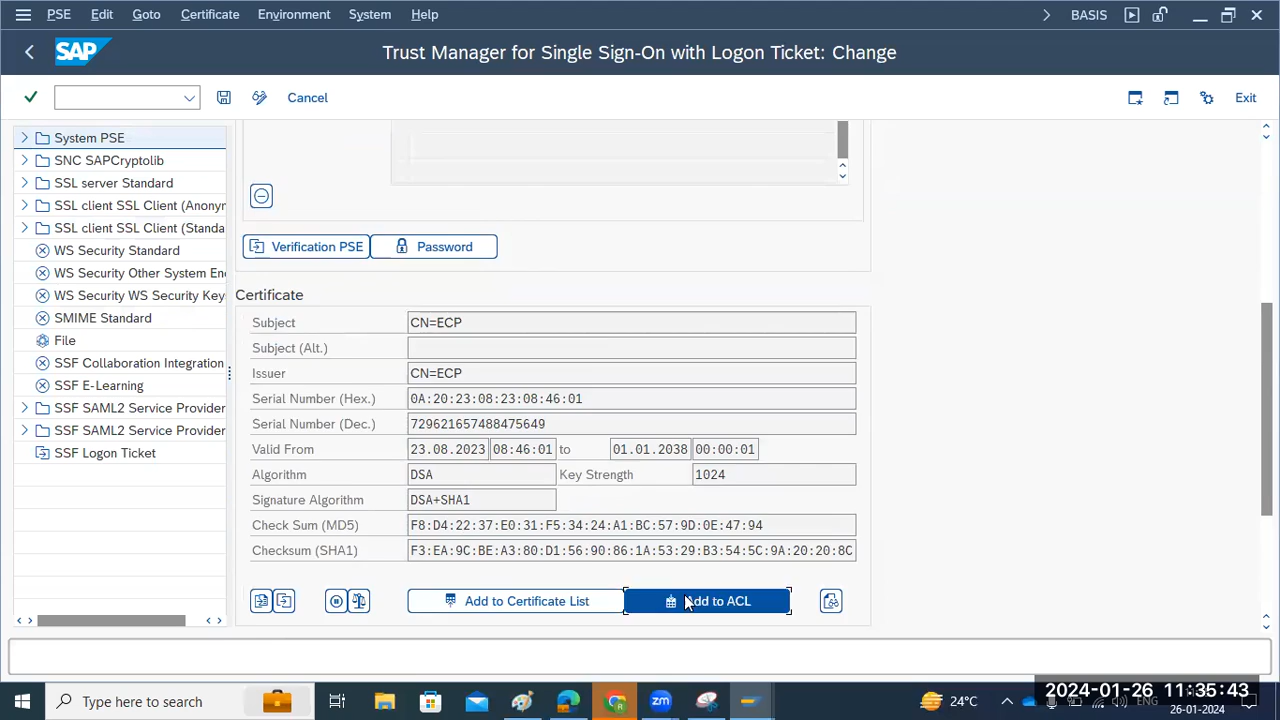 PSE Edit Goto Certificate Environment System Help BASIS
SAP Trust Manager for Single Sign-On with Logon Ticket: Change
Cancel Exit
System PSE
SNC SAPCryptolib
SSL server Standard
SSL client SSL Client (Anonyr
SSL client SSL Client (Standa
WS Security Standard
WS Security Other System En
WS Security WS Security Key
SMIME Standard
File
SSF Collaboration Integration
SSF E-Learning
SSF SAML2 Service Provider
SSF SAML2 Service Provider
SSF Logon Ticket
Verification PSE Password
Certificate
Subject CN=ECP
Subject (Alt.)
Issuer CN=ECP
Serial Number (Hex.) 0A:20:23:08:23:08:46:01
Serial Number (Dec.) 729621657488475649
Valid From 23.08.2023 08:46:01 to 01.01.2038 00:00:01
Algorithm DSA Key Strength 1024
Signature Algorithm DSA+SHA1
Check Sum (MD5) F8:D4:22:37:E0:31:F5:34:24:A1:BC:57:9D:0E:47:94
Checksum (SHA1) F3:EA:9C:BE:A3:80:D1:56:90:86:1A:53:29:B3:54:5C:9A:20:20:8C
Add to Certificate List Add to ACL
Type here to search zm 24°C ENG
2024-01-26 11:35:43
26-01-2024